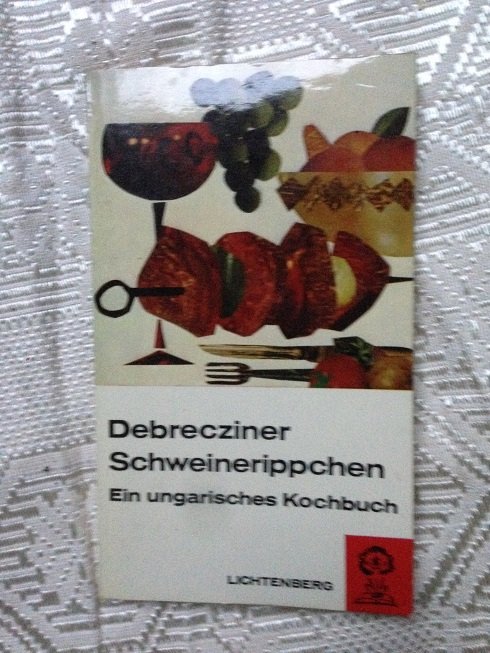 Debrecziner
Schweinerippchen
Ein ungarisches Kochbuch
LICHTENBERG